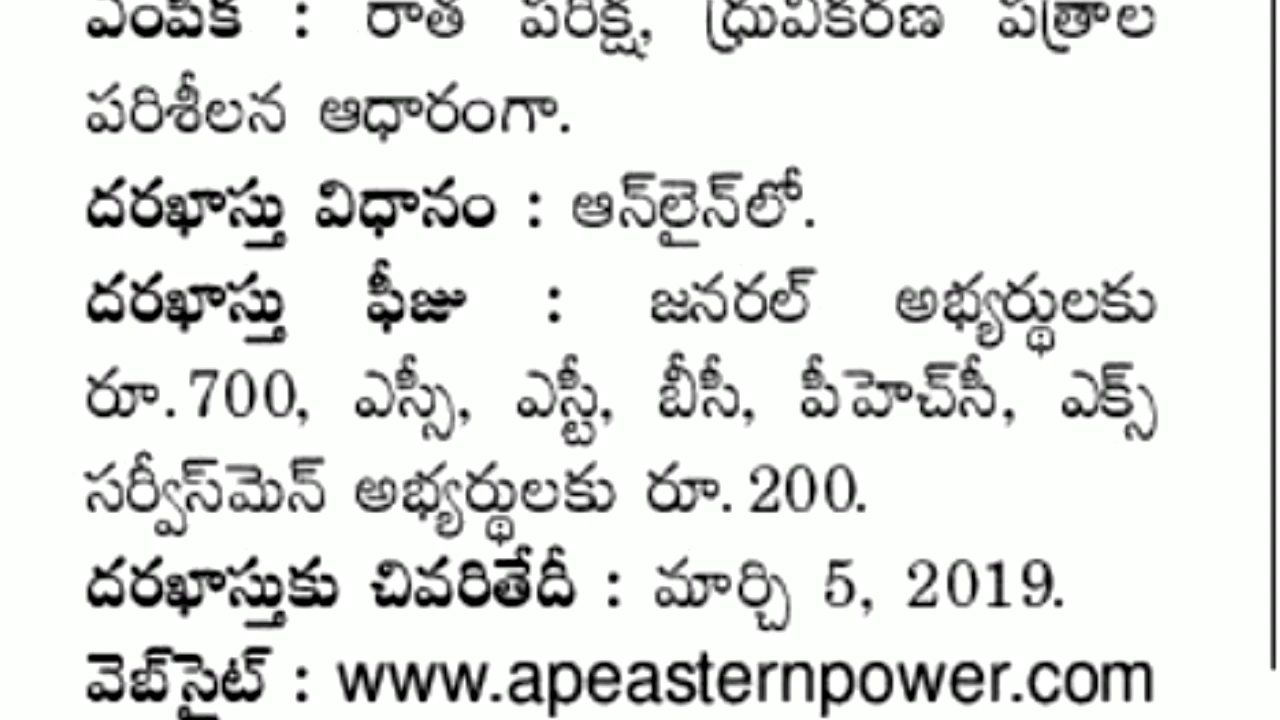 ఎంపిక : రాత పరీక్ష, ధ్రువీకరణ పత్రాల
పరిశీలన ఆధారంగా.
దరఖాస్తు విధానం : ఆన్‌లైన్‌లో.
దరఖాస్తు ఫీజు : జనరల్ అభ్యర్థులకు
రూ.700, ఎస్సీ, ఎస్టీ, బీసీ, పీహెచ్‌సీ, ఎక్స్
సర్వీస్‌మెన్ అభ్యర్థులకు రూ.200.
దరఖాస్తుకు చివరితేదీ : మార్చి 5, 2019.
వెబ్‌సైట్ : www.apeasternpower.com